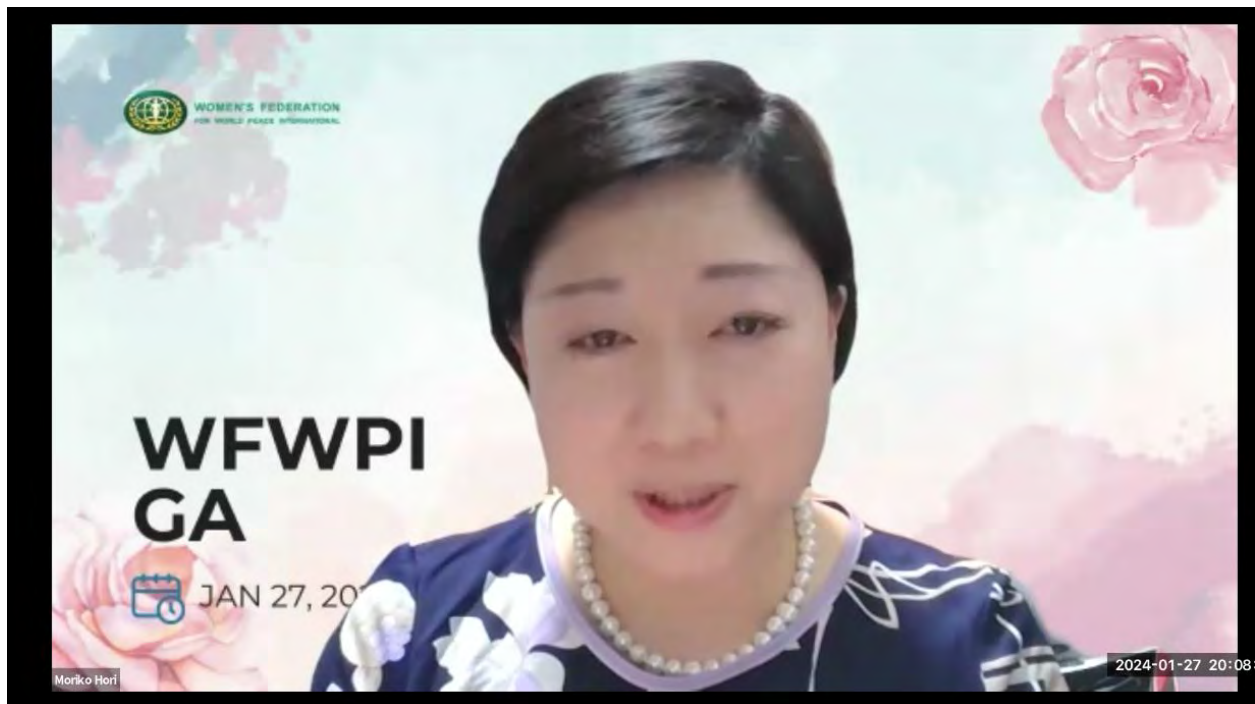 WOMEN'S FEDERATION
FOR WORLD PEACE INTERNATIONAL
WFWPI
GA
JAN 27, 20
Moriko Hori
2024-01-27 20:08: